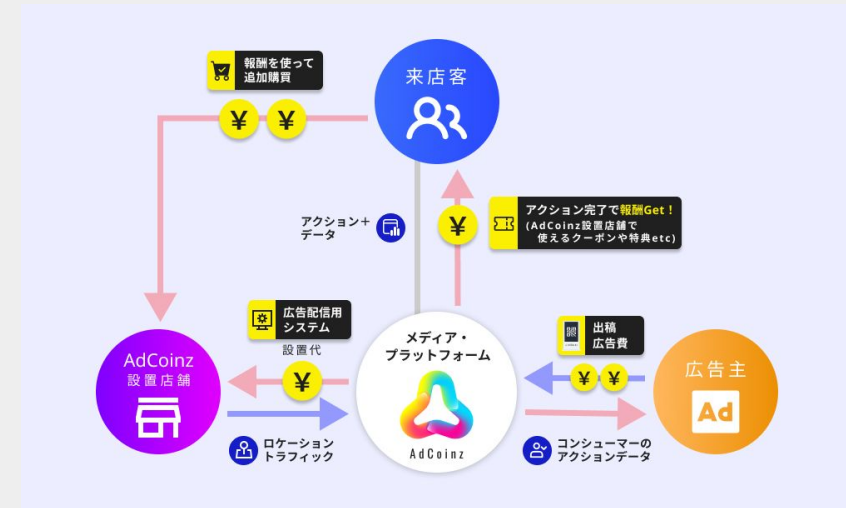 報酬を使って
追加購買
¥ ¥
来店客
アクション＋
データ
¥
アクション完了で報酬Get！
(AdCoinz設置店舗で
使えるクーポンや特典etc)
広告配信用
システム
設置代
¥
AdCoinz
設置店舗
ロケーション
トラフィック
メディア・
プラットフォーム
AdCoinz
出稿
広告費
¥ ¥
コンシューマーの
アクションデータ
広告主
Ad